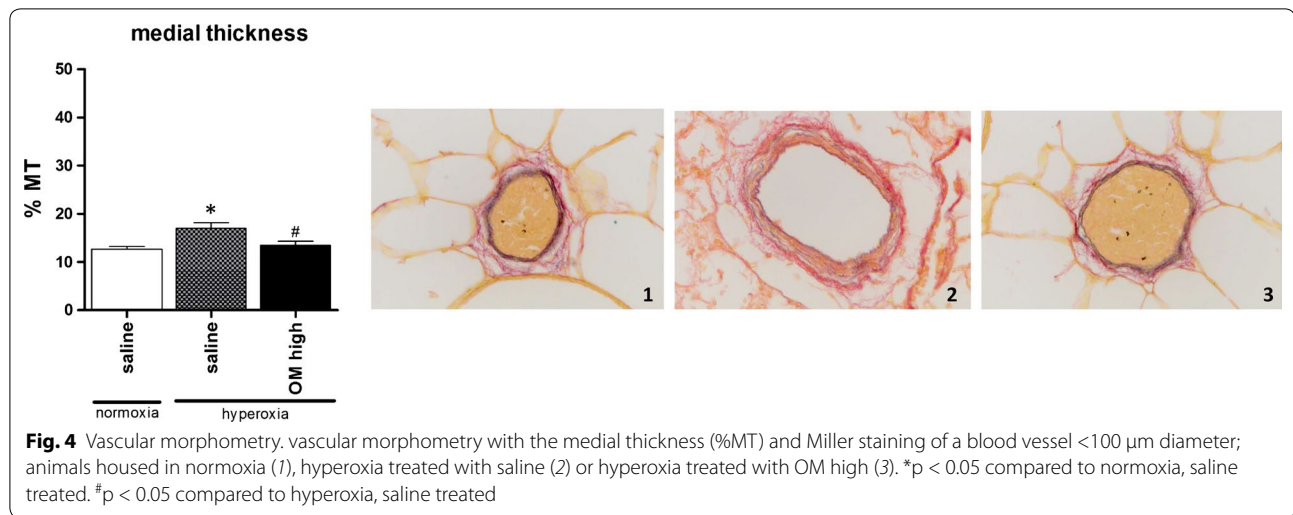 medial thickness
50
40
30
20
10
0
% MT
*
#
saline
saline
OM high
normoxia
hyperoxia
1
2
3
Fig. 4 Vascular morphometry. vascular morphometry with the medial thickness (%MT) and Miller staining of a blood vessel <100 μm diameter;
animals housed in normoxia (1), hyperoxia treated with saline (2) or hyperoxia treated with OM high (3). *p < 0.05 compared to normoxia, saline
treated. #p < 0.05 compared to hyperoxia, saline treated